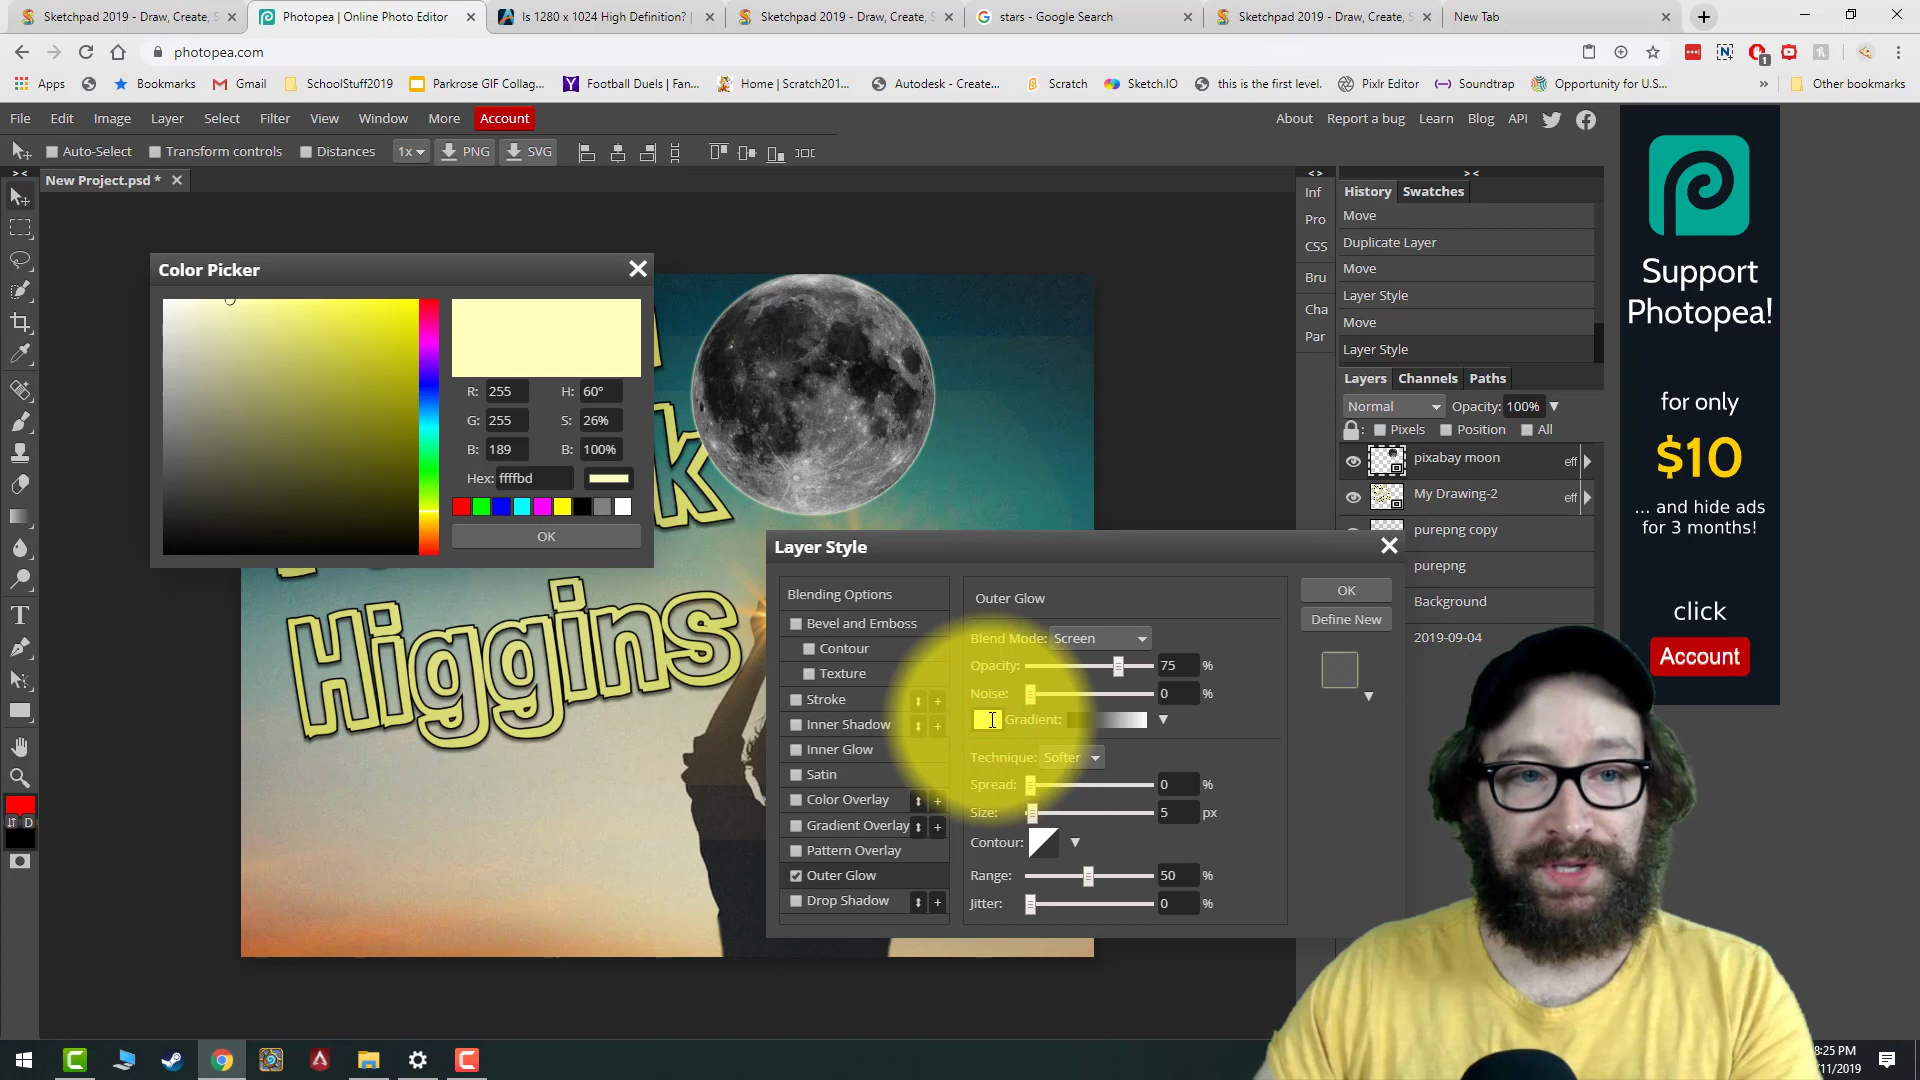 Sketchpad 2019 - Draw, Create, S
Photopea | Online Photo Editor
Is 1280 x 1024 High Definition? |
Sketchpad 2019 - Draw, Create, S
stars - Google Search
Sketchpad 2019 - Draw, Create, S
New Tab
photopea.com
Apps
Bookmarks
Gmail
SchoolStuff2019
Parkrose GIF Collag...
Football Duels | Fan...
Home | Scratch201...
Autodesk - Create...
Scratch
Sketch.IO
this is the first level.
Pixlr Editor
Soundtrap
Opportunity for U.S...
»
Other bookmarks
File
Edit
Image
Layer
Select
Filter
View
Window
More
Account
About
Report a bug
Learn
Blog
API
Auto-Select
Transform controls
Distances
1x
PNG
SVG
New Project.psd *
History
Swatches
Inf
Pro
CSS
Bru
Cha
Par
Move
Duplicate Layer
Move
Layer Style
Move
Layer Style
Layers
Channels
Paths
Normal
Opacity: 100%
Pixels
Position
All
pixabay moon
eff
My Drawing-2
eff
purepng copy
purepng
Background
2019-09-04
Support
Photopea!
for only
$10
... and hide ads
for 3 months!
click
Account
Color Picker
R: 255
H: 60°
G: 255
S: 26%
B: 189
B: 100%
Hex: ffffbd
OK
k
Higgins
Layer Style
Blending Options
Bevel and Emboss
Contour
Texture
Stroke
Inner Shadow
Inner Glow
Satin
Color Overlay
Gradient Overlay
Pattern Overlay
Outer Glow
Drop Shadow
Outer Glow
Blend Mode: Screen
Opacity: 75 %
Noise: 0 %
Gradient:
Technique: Softer
Spread: 0 %
Size: 5 px
Contour:
Range: 50 %
Jitter: 0 %
OK
Define New
T
D
8:25 PM
/11/2019